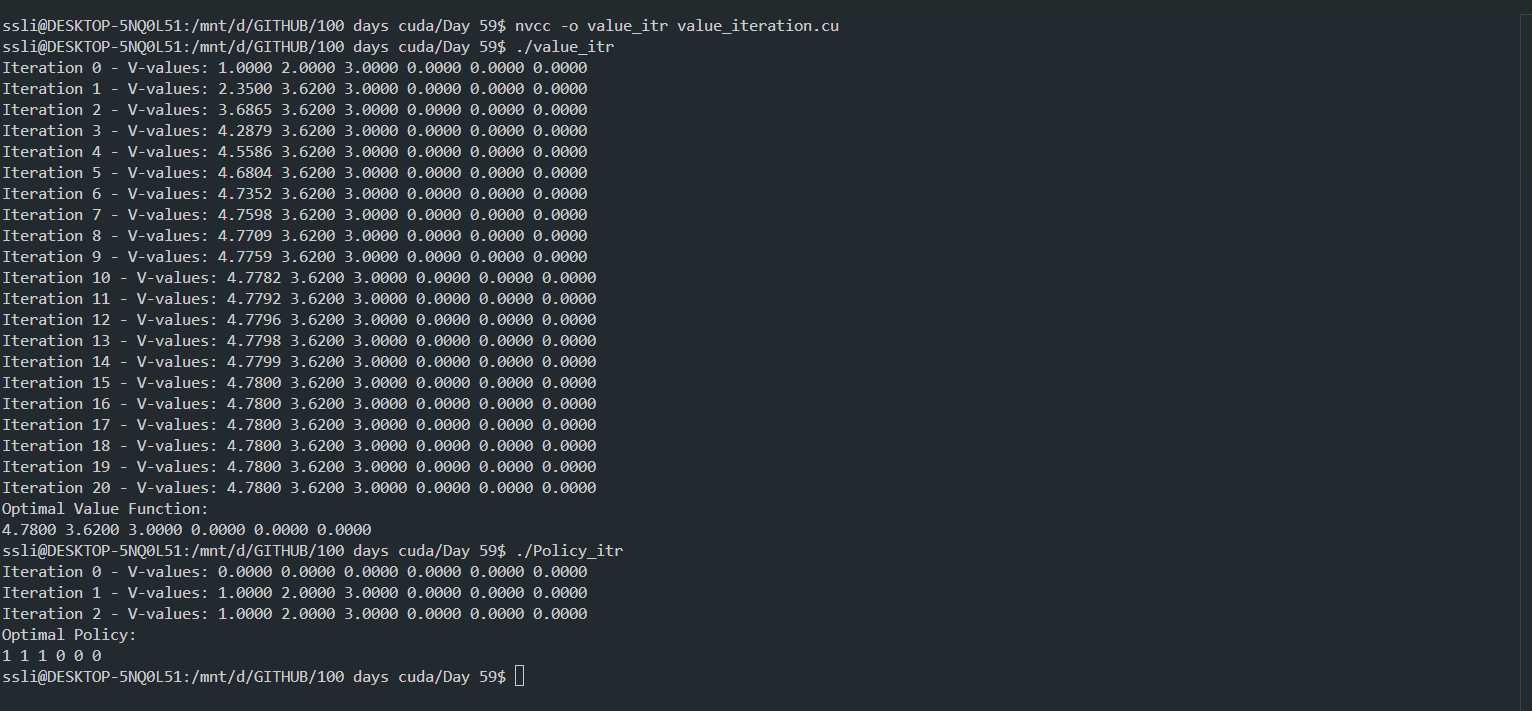 ssli@DESKTOP-5NQ0L51:/mnt/d/GITHUB/100 days cuda/Day 59$ nvcc -o value_itr value_iteration.cu
ssli@DESKTOP-5NQ0L51:/mnt/d/GITHUB/100 days cuda/Day 59$ ./value_itr
Iteration 0 - V-values: 1.0000 2.0000 3.0000 0.0000 0.0000 0.0000
Iteration 1 - V-values: 2.3500 3.6200 3.0000 0.0000 0.0000 0.0000
Iteration 2 - V-values: 3.6865 3.6200 3.0000 0.0000 0.0000 0.0000
Iteration 3 - V-values: 4.2879 3.6200 3.0000 0.0000 0.0000 0.0000
Iteration 4 - V-values: 4.5586 3.6200 3.0000 0.0000 0.0000 0.0000
Iteration 5 - V-values: 4.6804 3.6200 3.0000 0.0000 0.0000 0.0000
Iteration 6 - V-values: 4.7352 3.6200 3.0000 0.0000 0.0000 0.0000
Iteration 7 - V-values: 4.7598 3.6200 3.0000 0.0000 0.0000 0.0000
Iteration 8 - V-values: 4.7709 3.6200 3.0000 0.0000 0.0000 0.0000
Iteration 9 - V-values: 4.7759 3.6200 3.0000 0.0000 0.0000 0.0000
Iteration 10 - V-values: 4.7782 3.6200 3.0000 0.0000 0.0000 0.0000
Iteration 11 - V-values: 4.7792 3.6200 3.0000 0.0000 0.0000 0.0000
Iteration 12 - V-values: 4.7796 3.6200 3.0000 0.0000 0.0000 0.0000
Iteration 13 - V-values: 4.7798 3.6200 3.0000 0.0000 0.0000 0.0000
Iteration 14 - V-values: 4.7799 3.6200 3.0000 0.0000 0.0000 0.0000
Iteration 15 - V-values: 4.7800 3.6200 3.0000 0.0000 0.0000 0.0000
Iteration 16 - V-values: 4.7800 3.6200 3.0000 0.0000 0.0000 0.0000
Iteration 17 - V-values: 4.7800 3.6200 3.0000 0.0000 0.0000 0.0000
Iteration 18 - V-values: 4.7800 3.6200 3.0000 0.0000 0.0000 0.0000
Iteration 19 - V-values: 4.7800 3.6200 3.0000 0.0000 0.0000 0.0000
Iteration 20 - V-values: 4.7800 3.6200 3.0000 0.0000 0.0000 0.0000
Optimal Value Function:
4.7800 3.6200 3.0000 0.0000 0.0000 0.0000
ssli@DESKTOP-5NQ0L51:/mnt/d/GITHUB/100 days cuda/Day 59$ ./Policy_itr
Iteration 0 - V-values: 0.0000 0.0000 0.0000 0.0000 0.0000 0.0000
Iteration 1 - V-values: 1.0000 2.0000 3.0000 0.0000 0.0000 0.0000
Iteration 2 - V-values: 1.0000 2.0000 3.0000 0.0000 0.0000 0.0000
Optimal Policy:
1 1 1 0 0 0
ssli@DESKTOP-5NQ0L51:/mnt/d/GITHUB/100 days cuda/Day 59$